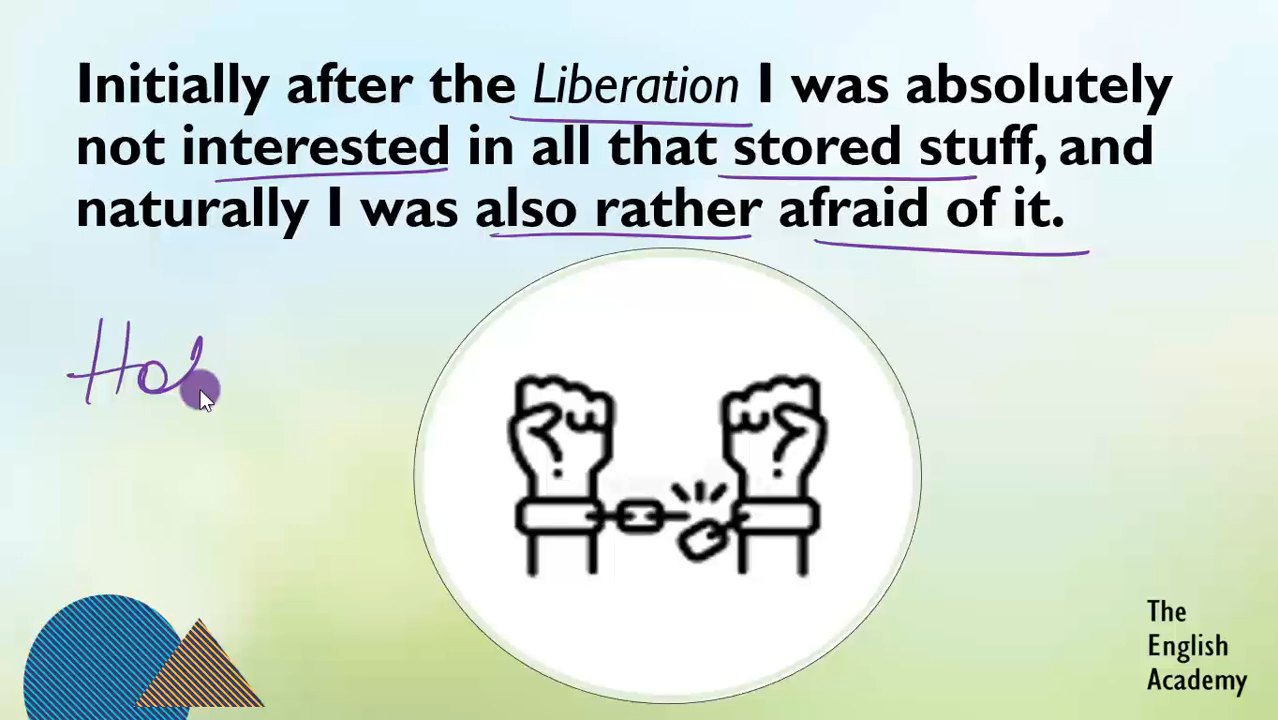 Initially after the Liberation I was absolutely
not interested in all that stored stuff, and
naturally I was also rather afraid of it.
The
English
Academy